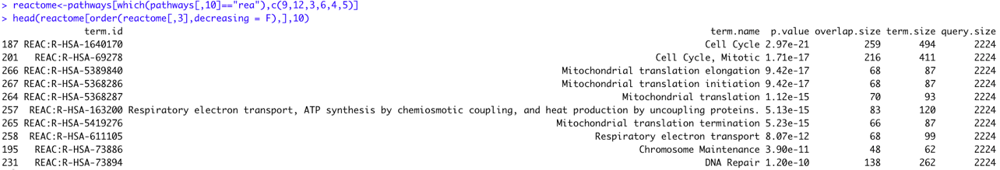 > reactome<-pathways[which(pathways[,10]=="rea"),c(9,12,3,6,4,5)]
> head(reactome[order(reactome[,3],decreasing = F),],10)
term.id term.name p.value overlap.size term.size query.size
187 REAC:R-HSA-1640170 Cell Cycle 2.97e-21 259 494 2224
201 REAC:R-HSA-69278 Cell Cycle, Mitotic 1.71e-17 216 411 2224
266 REAC:R-HSA-5389840 Mitochondrial translation elongation 9.42e-17 68 87 2224
267 REAC:R-HSA-5368286 Mitochondrial translation initiation 9.42e-17 68 87 2224
264 REAC:R-HSA-5368287 Mitochondrial translation 1.12e-15 70 93 2224
257 REAC:R-HSA-163200 Respiratory electron transport, ATP synthesis by chemiosmotic coupling, and heat production by uncoupling proteins. 5.13e-15 83 120 2224
265 REAC:R-HSA-5419276 Mitochondrial translation termination 5.23e-15 66 87 2224
258 REAC:R-HSA-611105 Respiratory electron transport 8.07e-12 68 99 2224
195 REAC:R-HSA-73886 Chromosome Maintenance 3.90e-11 48 62 2224
231 REAC:R-HSA-73894 DNA Repair 1.20e-10 138 262 2224